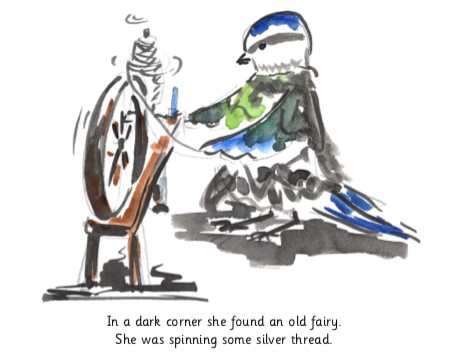 In a dark corner she found an old fairy.
She was spinning some silver thread.